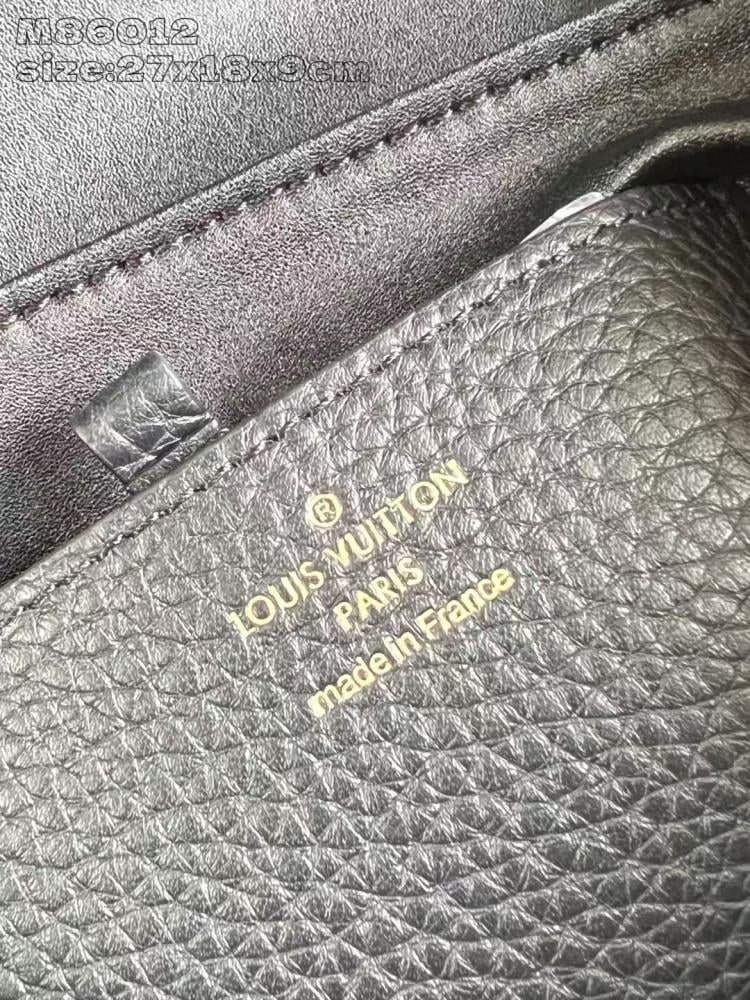 M86012
size:27x18x9cm
®
LOUIS VUITTON
PARIS
made in France